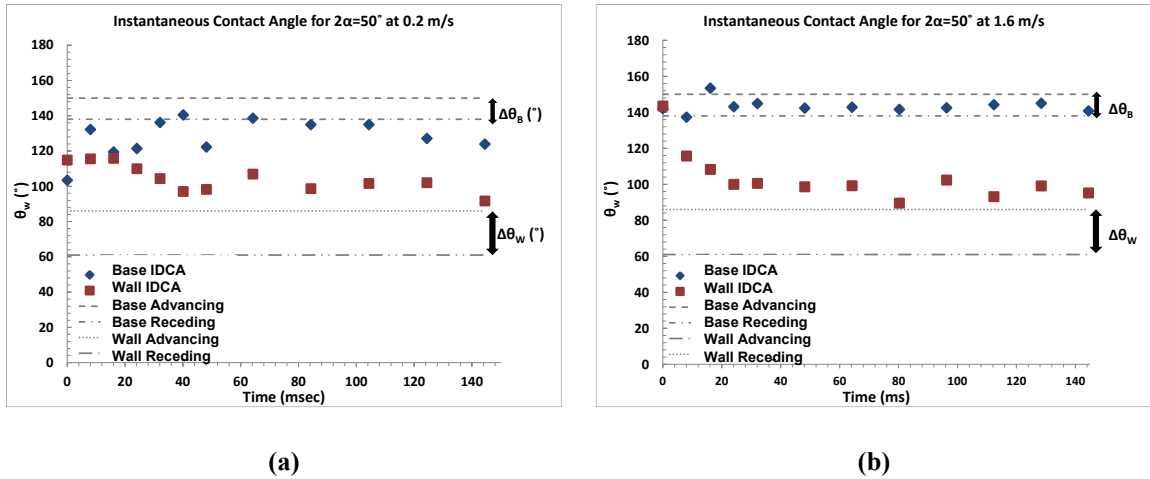 Instantaneous Contact Angle for 2α=50˚ at 0.2 m/s
180
160
140
120
100
80
60
40
20
0
θw (˚)
ΔθB (˚)
ΔθW (˚)
Base IDCA
Wall IDCA
Base Advancing
Base Receding
Wall Advancing
Wall Receding
0 20 40 60 80 100 120 140
Time (msec)
(a)
Instantaneous Contact Angle for 2α=50˚ at 1.6 m/s
180
160
140
120
100
80
60
40
20
0
θw (˚)
ΔθB
ΔθW
Base IDCA
Wall IDCA
Base Advancing
Base Receding
Wall Advancing
Wall Receding
0 20 40 60 80 100 120 140
Time (ms)
(b)